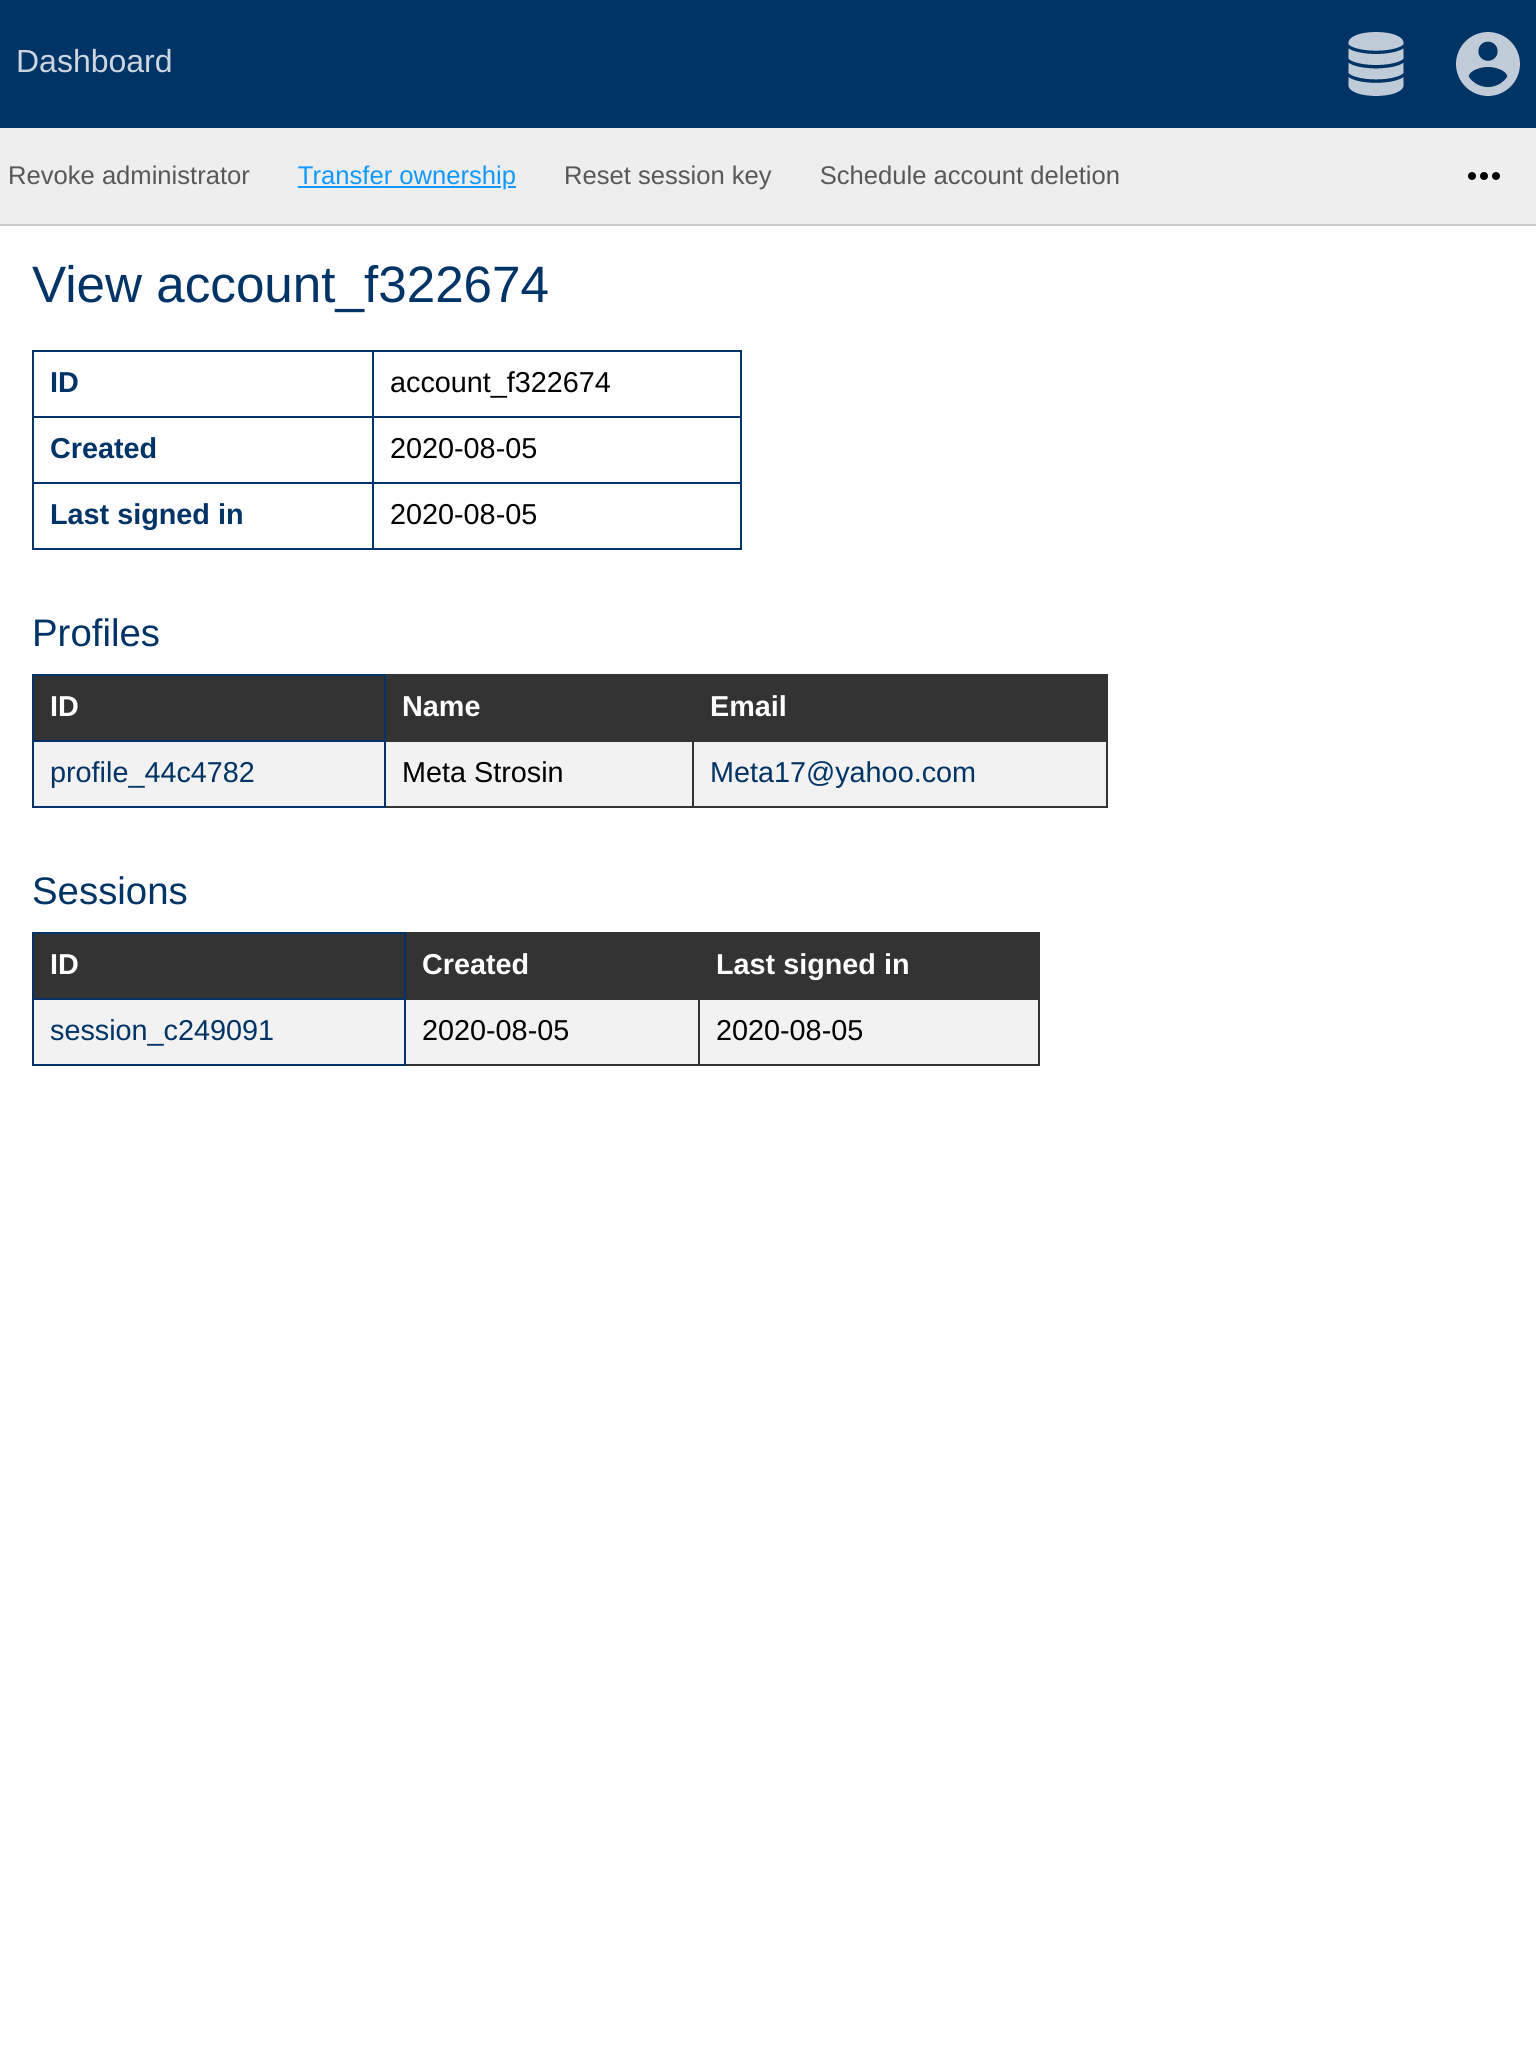 Dashboard
Revoke administrator Transfer ownership Reset session key Schedule account deletion
View account_f322674
ID account_f322674
Created 2020-08-05
Last signed in 2020-08-05
Profiles
ID Name Email
profile_44c4782 Meta Strosin Meta17@yahoo.com
Sessions
ID Created Last signed in
session_c249091 2020-08-05 2020-08-05